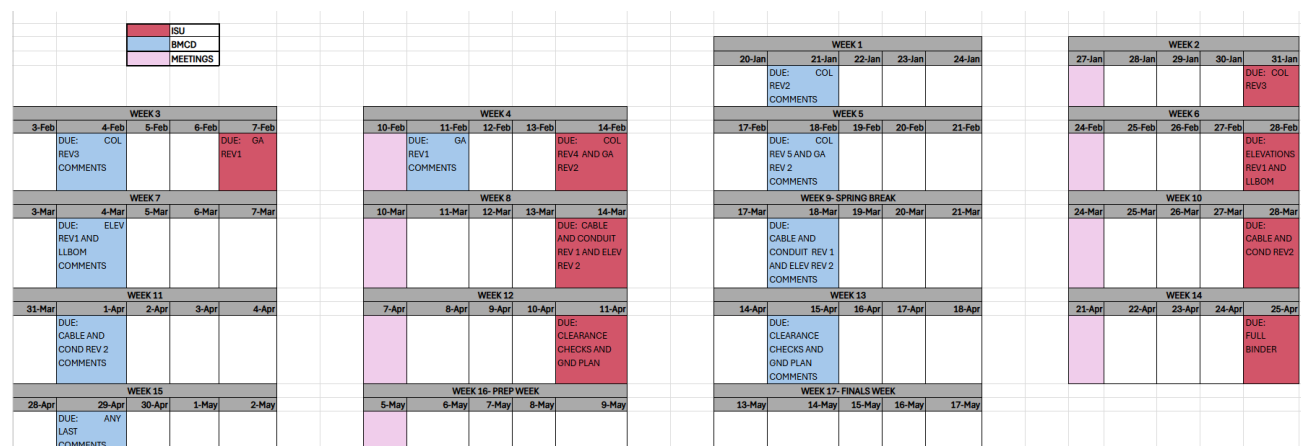 ISU
BMCD
MEETINGS
WEEK 1
20-Jan 21-Jan 22-Jan 23-Jan 24-Jan
DUE: COL
REV2
COMMENTS
WEEK 2
27-Jan 28-Jan 29-Jan 30-Jan 31-Jan
DUE: COL
REV3
WEEK 3
3-Feb 4-Feb 5-Feb 6-Feb 7-Feb
DUE: COL
REV3
COMMENTS
DUE: GA
REV1
WEEK 4
10-Feb 11-Feb 12-Feb 13-Feb 14-Feb
DUE: GA
REV1
COMMENTS
DUE: COL
REV4 AND GA
REV2
WEEK 5
17-Feb 18-Feb 19-Feb 20-Feb 21-Feb
DUE: COL
REV 5 AND GA
REV 2
COMMENTS
WEEK 6
24-Feb 25-Feb 26-Feb 27-Feb 28-Feb
DUE:
ELEVATIONS
REV1 AND
LLBOM
WEEK 7
3-Mar 4-Mar 5-Mar 6-Mar 7-Mar
DUE: ELEV
REV1 AND
LLBOM
COMMENTS
WEEK 8
10-Mar 11-Mar 12-Mar 13-Mar 14-Mar
DUE: CABLE
AND CONDUIT
REV 1 AND ELEV
REV 2
WEEK 9- SPRING BREAK
17-Mar 18-Mar 19-Mar 20-Mar 21-Mar
DUE:
CABLE AND
CONDUIT REV 1
AND ELEV REV 2
COMMENTS
WEEK 10
24-Mar 25-Mar 26-Mar 27-Mar 28-Mar
DUE:
CABLE AND
COND REV2
WEEK 11
31-Mar 1-Apr 2-Apr 3-Apr 4-Apr
DUE:
CABLE AND
COND REV 2
COMMENTS
WEEK 12
7-Apr 8-Apr 9-Apr 10-Apr 11-Apr
DUE:
CLEARANCE
CHECKS AND
GND PLAN
WEEK 13
14-Apr 15-Apr 16-Apr 17-Apr 18-Apr
DUE:
CLEARANCE
CHECKS AND
GND PLAN
COMMENTS
WEEK 14
21-Apr 22-Apr 23-Apr 24-Apr 25-Apr
DUE:
FULL
BINDER
WEEK 15
28-Apr 29-Apr 30-Apr 1-May 2-May
DUE: ANY
LAST
COMMENTS
WEEK 16- PREP WEEK
5-May 6-May 7-May 8-May 9-May
WEEK 17- FINALS WEEK
13-May 14-May 15-May 16-May 17-May